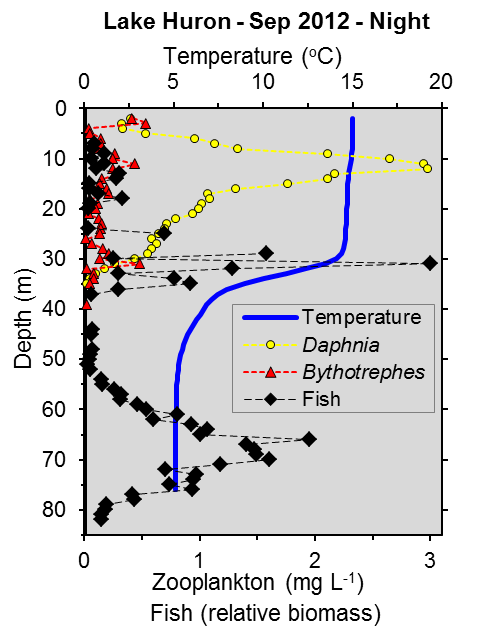 Lake Huron - Sep 2012 - Night
Temperature (°C)
0 5 10 15 20
0
10
20
30
40
50
60
70
80
Depth (m)
Temperature
Daphnia
Bythotrephes
Fish
0 1 2 3
Zooplankton (mg L⁻¹)
Fish (relative biomass)